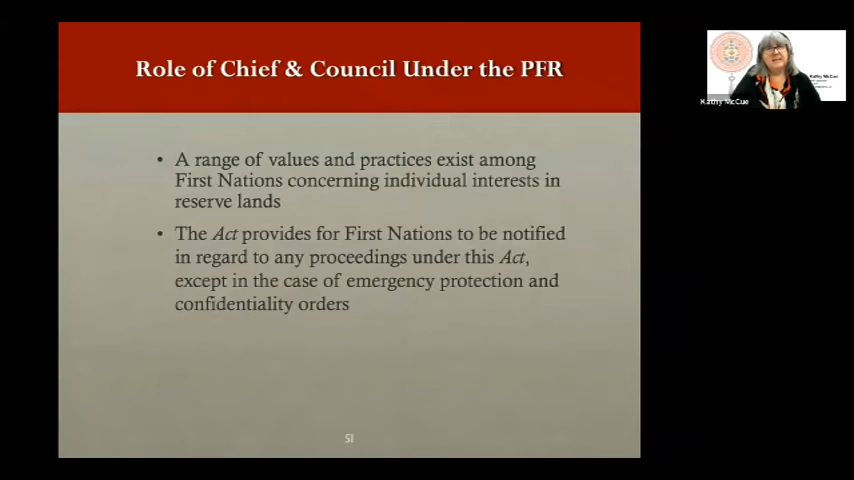 Role of Chief & Council Under the PFR
• A range of values and practices exist among
First Nations concerning individual interests in
reserve lands
• The Act provides for First Nations to be notified
in regard to any proceedings under this Act,
except in the case of emergency protection and
confidentiality orders
51
Kathy McCue
Kathy McCue